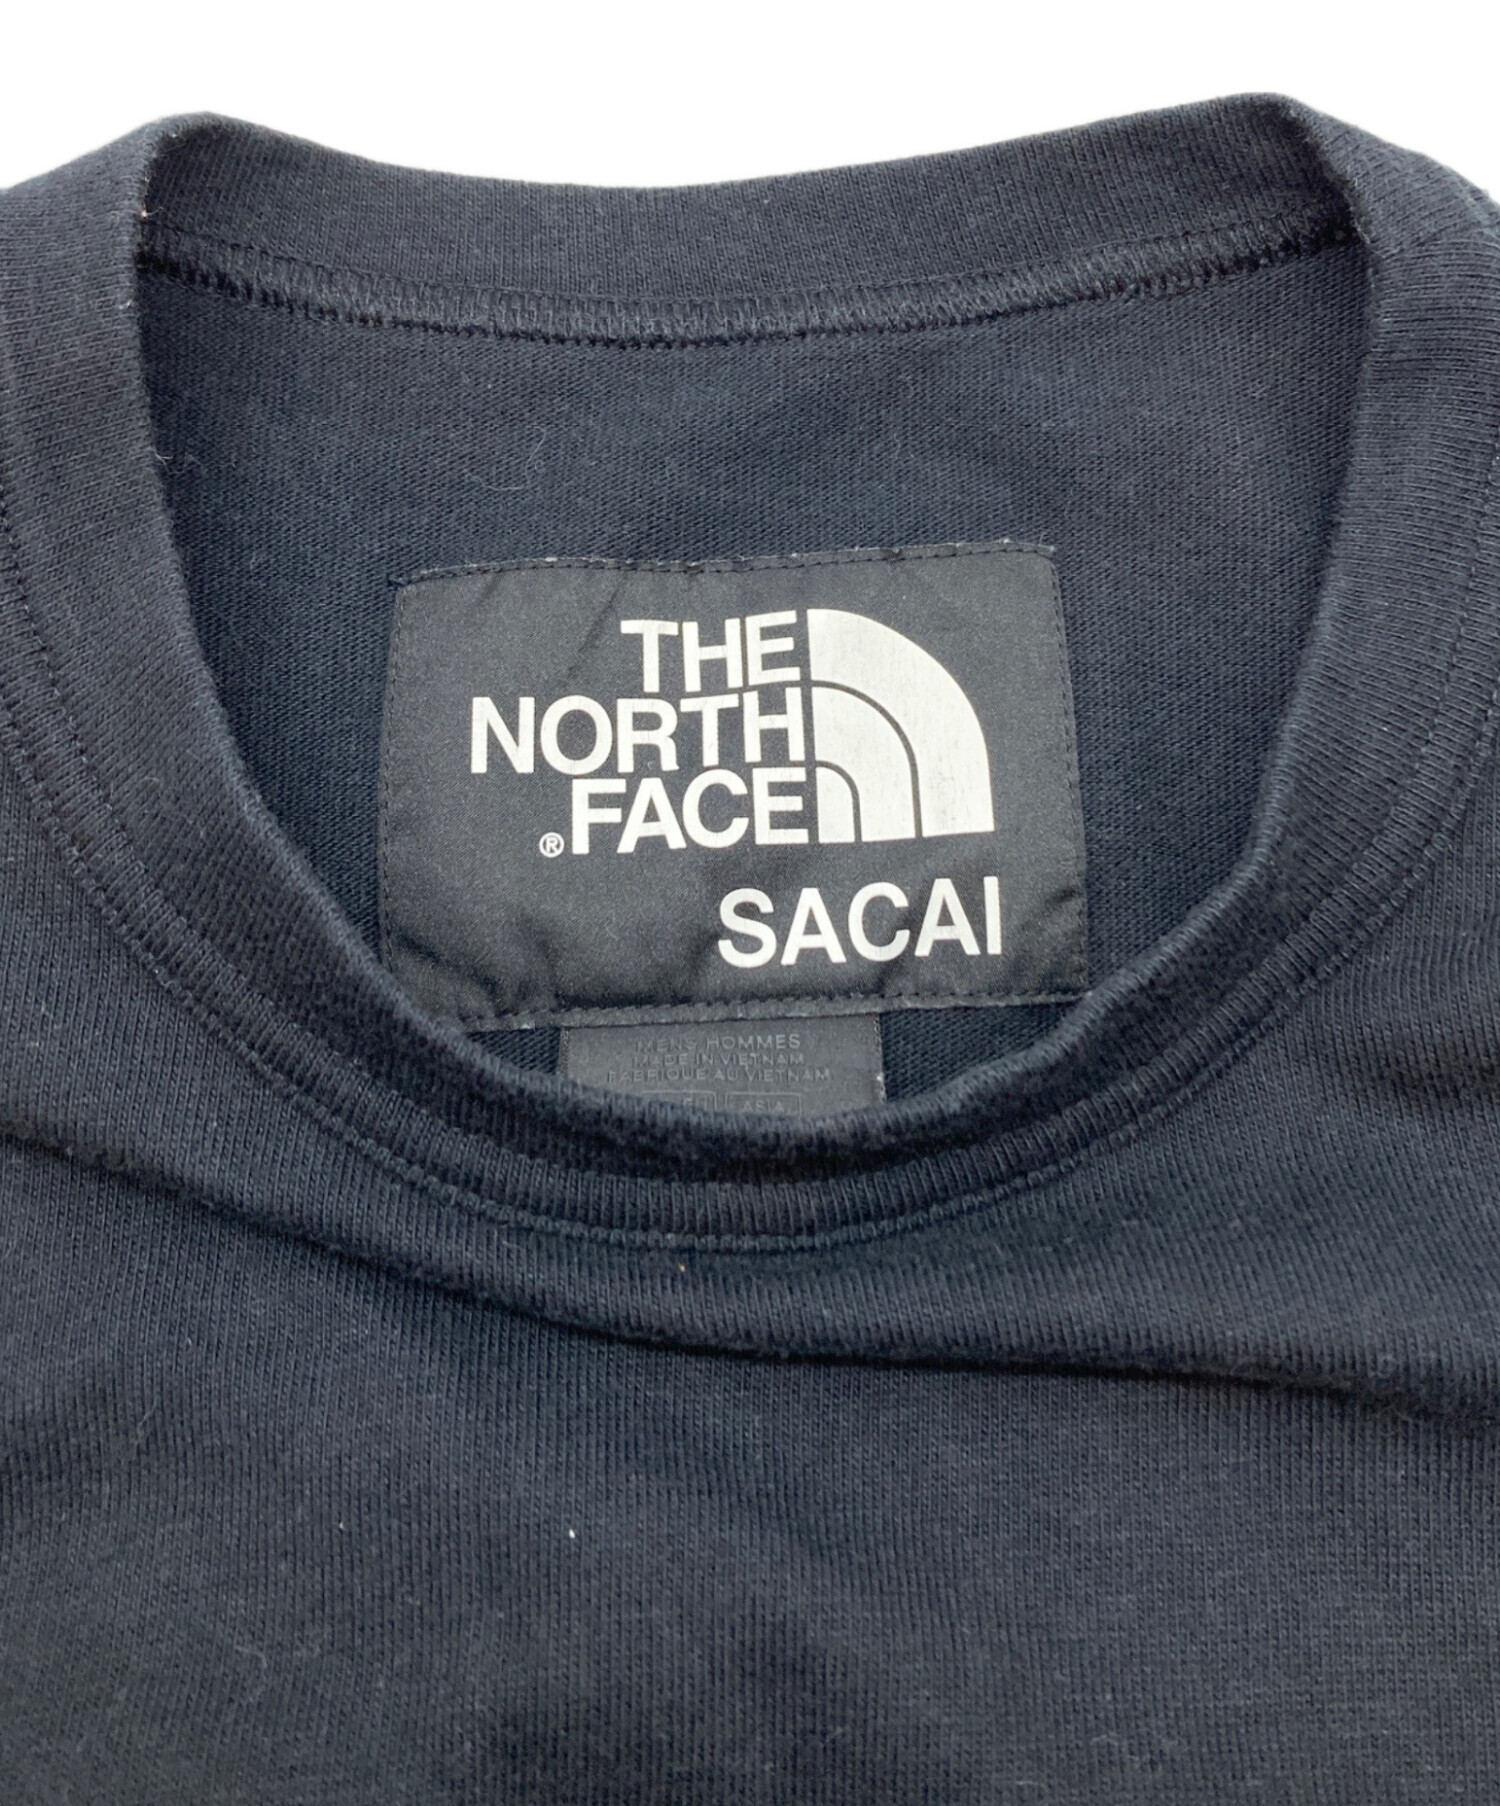 THE
NORTH
®FACE
SACAI
MENS HOMMES
MADE IN VIETNAM
FABRIQUE AU VIETNAM
ASIA